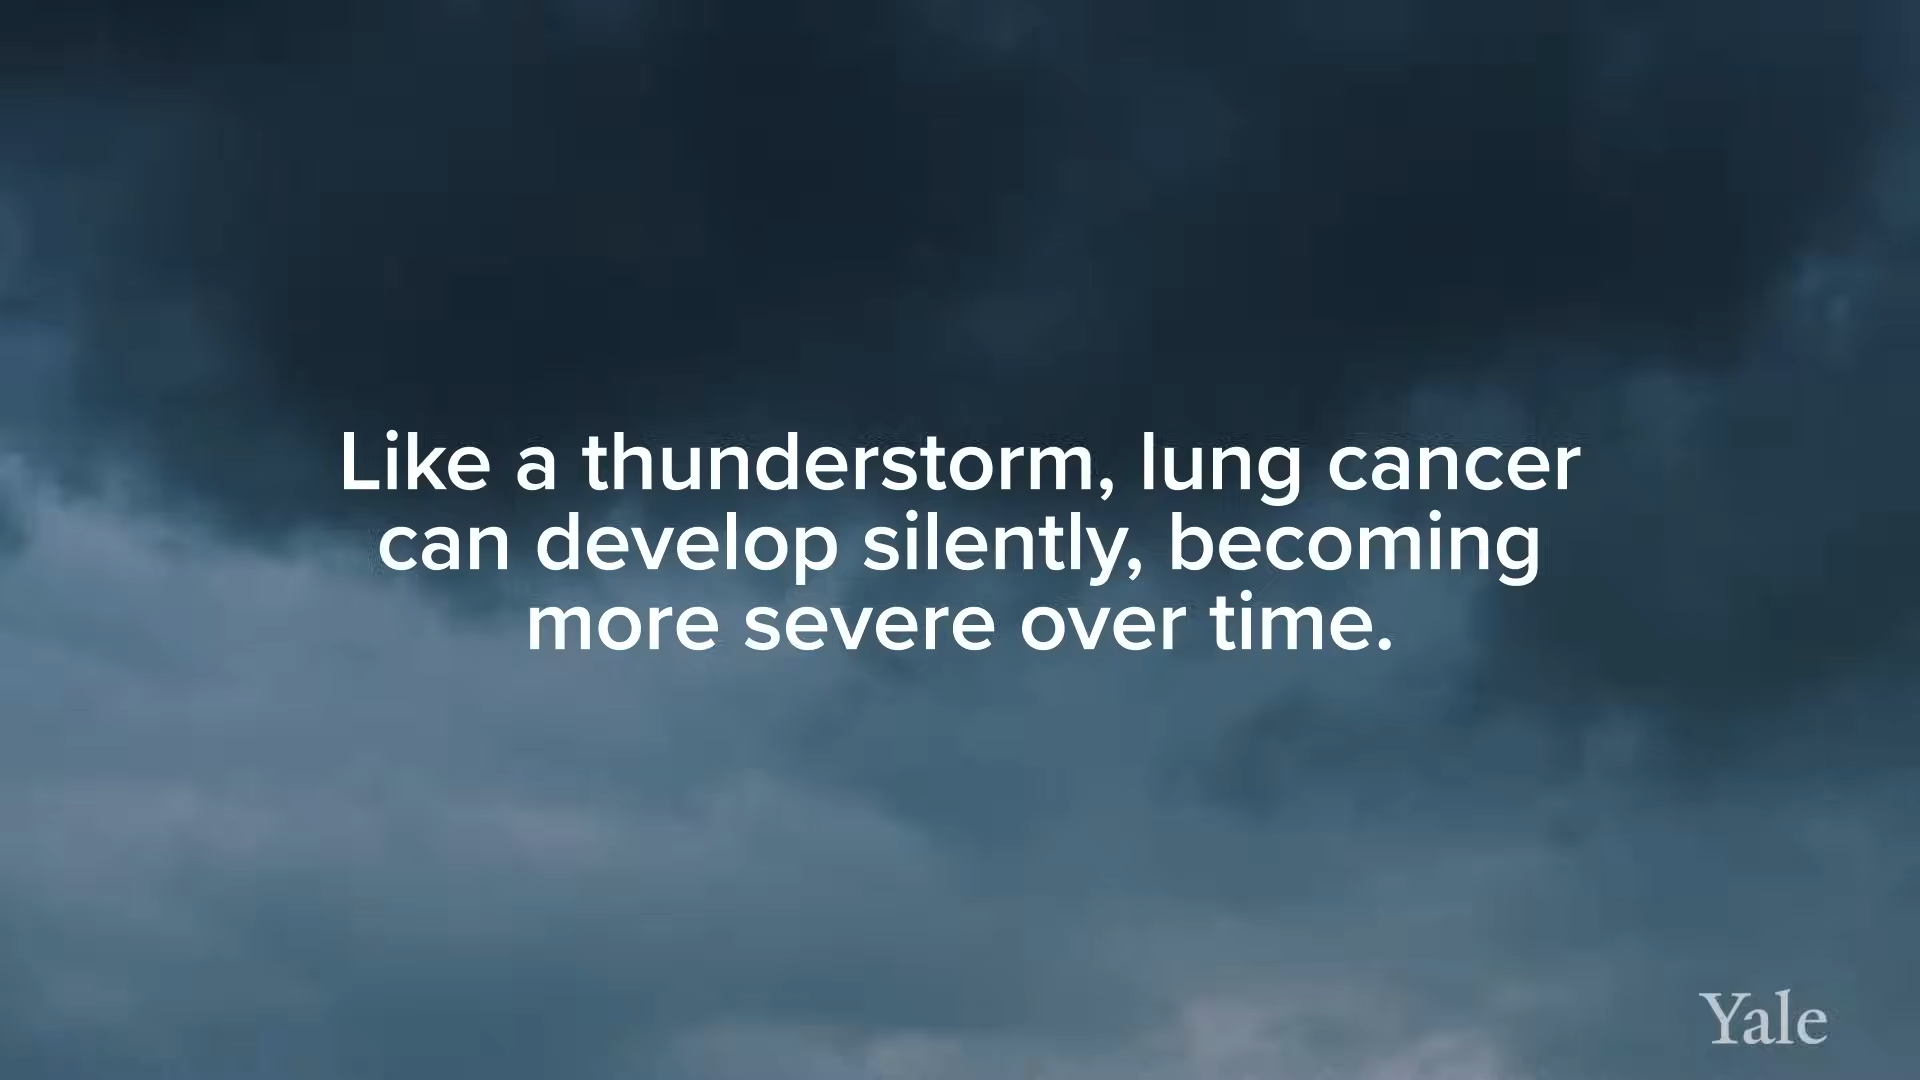 Like a thunderstorm, lung cancer
can develop silently, becoming
more severe over time.
Yale